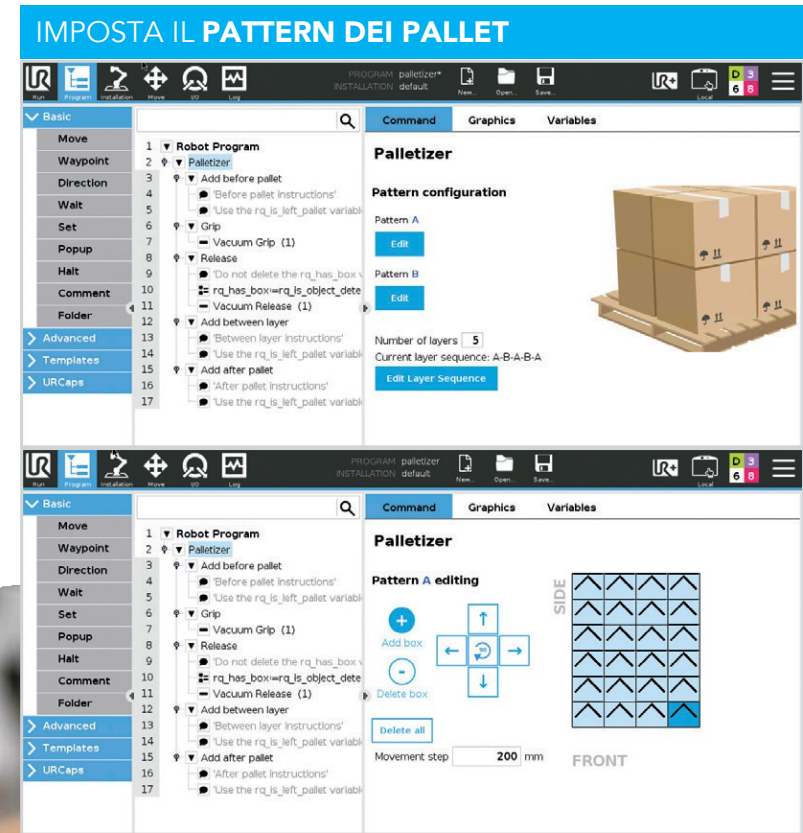 IMPOSTA IL PATTERN DEI PALLET
UR Run Program Installation Move I/O Log
PROGRAM palletizer*
INSTALLATION default
New... Open... Save...
UR+ Local D 3 6 8
Basic
Move
Waypoint
Direction
Wait
Set
Popup
Halt
Comment
Folder
Advanced
Templates
URCaps
1 Robot Program
2 Palletizer
3 Add before pallet
4 'Before pallet instructions'
5 'Use the rq_is_left_pallet variabl
6 Grip
7 Vacuum Grip (1)
8 Release
9 'Do not delete the rq_has_box v
10 rq_has_box:=rq_is_object_dete
11 Vacuum Release (1)
12 Add between layer
13 'Between layer instructions'
14 'Use the rq_is_left_pallet variabl
15 Add after pallet
16 'After pallet instructions'
17 'Use the rq_is_left_pallet variabl
Command Graphics Variables
Palletizer
Pattern configuration
Pattern A
Edit
Pattern B
Edit
Number of layers 5
Current layer sequence: A-B-A-B-A
Edit Layer Sequence
UR Run Program Installation Move I/O Log
PROGRAM palletizer
INSTALLATION default
New... Open... Save...
UR+ Local D 3 6 8
Basic
Move
Waypoint
Direction
Wait
Set
Popup
Halt
Comment
Folder
Advanced
Templates
URCaps
1 Robot Program
2 Palletizer
3 Add before pallet
4 'Before pallet instructions'
5 'Use the rq_is_left_pallet variabl
6 Grip
7 Vacuum Grip (1)
8 Release
9 'Do not delete the rq_has_box v
10 rq_has_box:=rq_is_object_dete
11 Vacuum Release (1)
12 Add between layer
13 'Between layer instructions'
14 'Use the rq_is_left_pallet variabl
15 Add after pallet
16 'After pallet instructions'
17 'Use the rq_is_left_pallet variabl
Command Graphics Variables
Palletizer
Pattern A editing
Add box
90
Delete box
Delete all
Movement step 200 mm
SIDE
FRONT